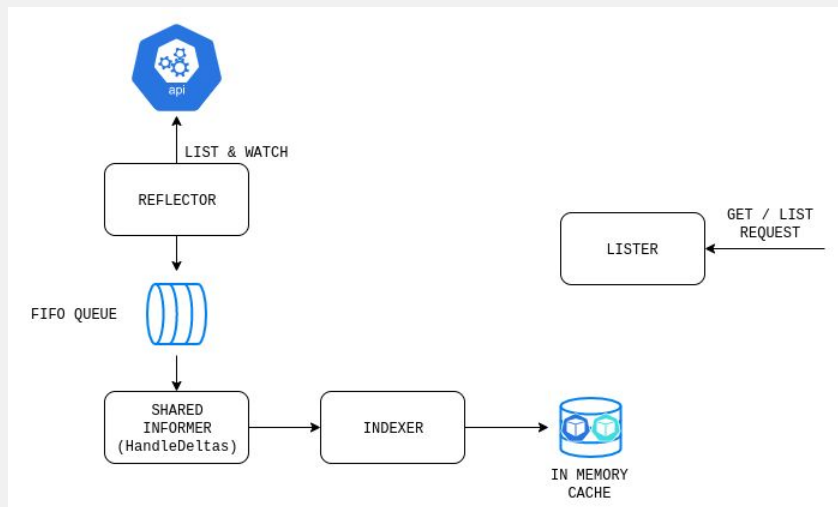 api
LIST & WATCH
REFLECTOR
GET / LIST
REQUEST
LISTER
FIFO QUEUE
SHARED
INFORMER
(HandleDeltas)
INDEXER
IN MEMORY
CACHE